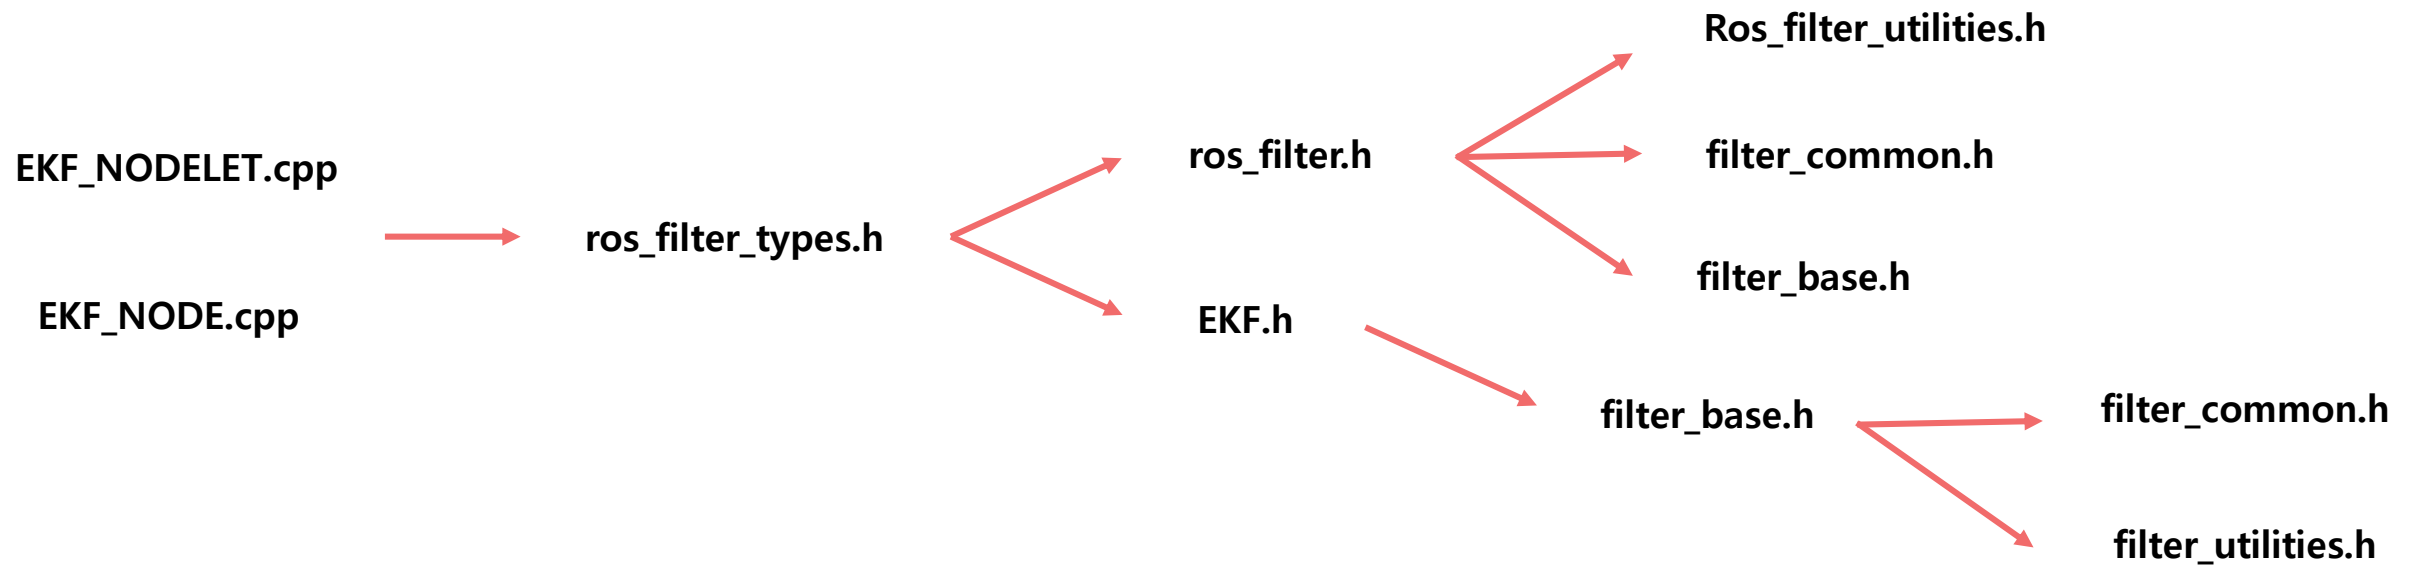 Ros_filter_utilities.h
EKF_NODELET.cpp
ros_filter.h
filter_common.h
ros_filter_types.h
filter_base.h
EKF_NODE.cpp
EKF.h
filter_base.h
filter_common.h
filter_utilities.h